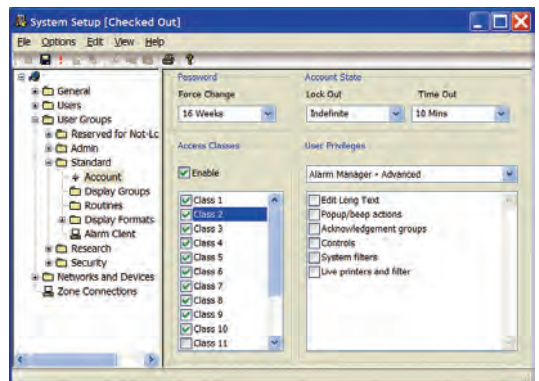 System Setup [Checked Out]
File Options Edit View Help
General
Users
User Groups
Reserved for Not-Lc
Admin
Standard
Account
Display Groups
Routines
Display Formats
Alarm Client
Research
Security
Networks and Devices
Zone Connections
Password
Force Change
16 Weeks
Account State
Lock Out
Time Out
Indefinite
10 Mins
Access Classes
Enable
Class 1
Class 2
Class 3
Class 4
Class 5
Class 6
Class 7
Class 8
Class 9
Class 10
Class 11
User Privileges
Alarm Manager - Advanced
Edit Long Text
Popup/beep actions
Acknowledgement groups
Controls
System filters
Live printers and filter